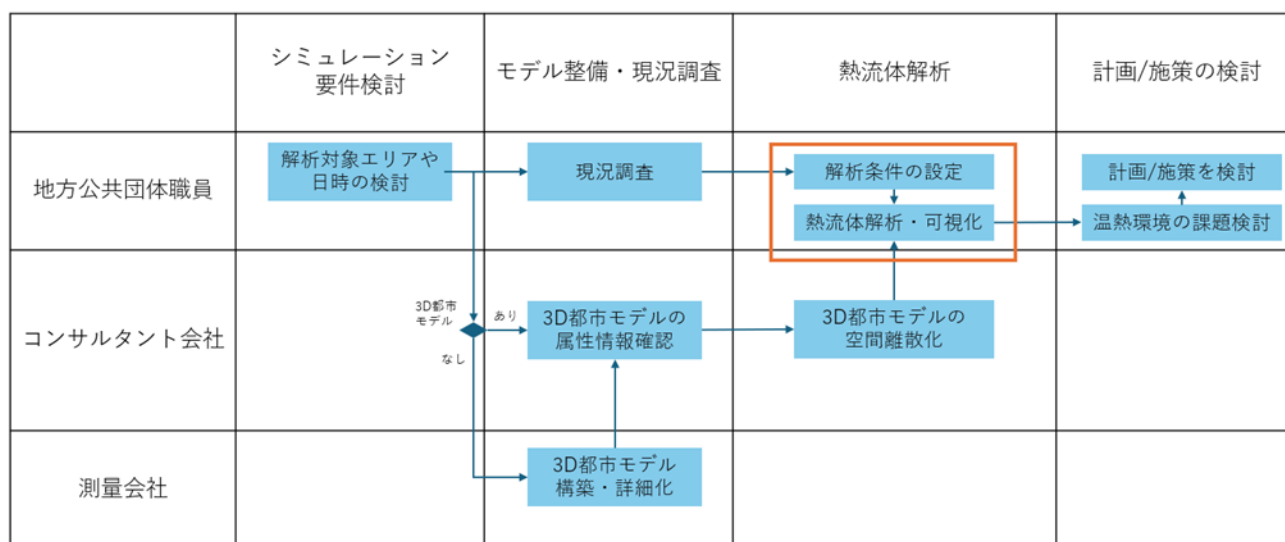 シミュレーション
要件検討
モデル整備・現況調査
熱流体解析
計画/施策の検討
地方公共団体職員
解析対象エリアや
日時の検討
現況調査
解析条件の設定
熱流体解析・可視化
計画/施策を検討
温熱環境の課題検討
コンサルタント会社
3D都市
モデル
あり
なし
3D都市モデルの
属性情報確認
3D都市モデルの
空間離散化
測量会社
3D都市モデル
構築・詳細化